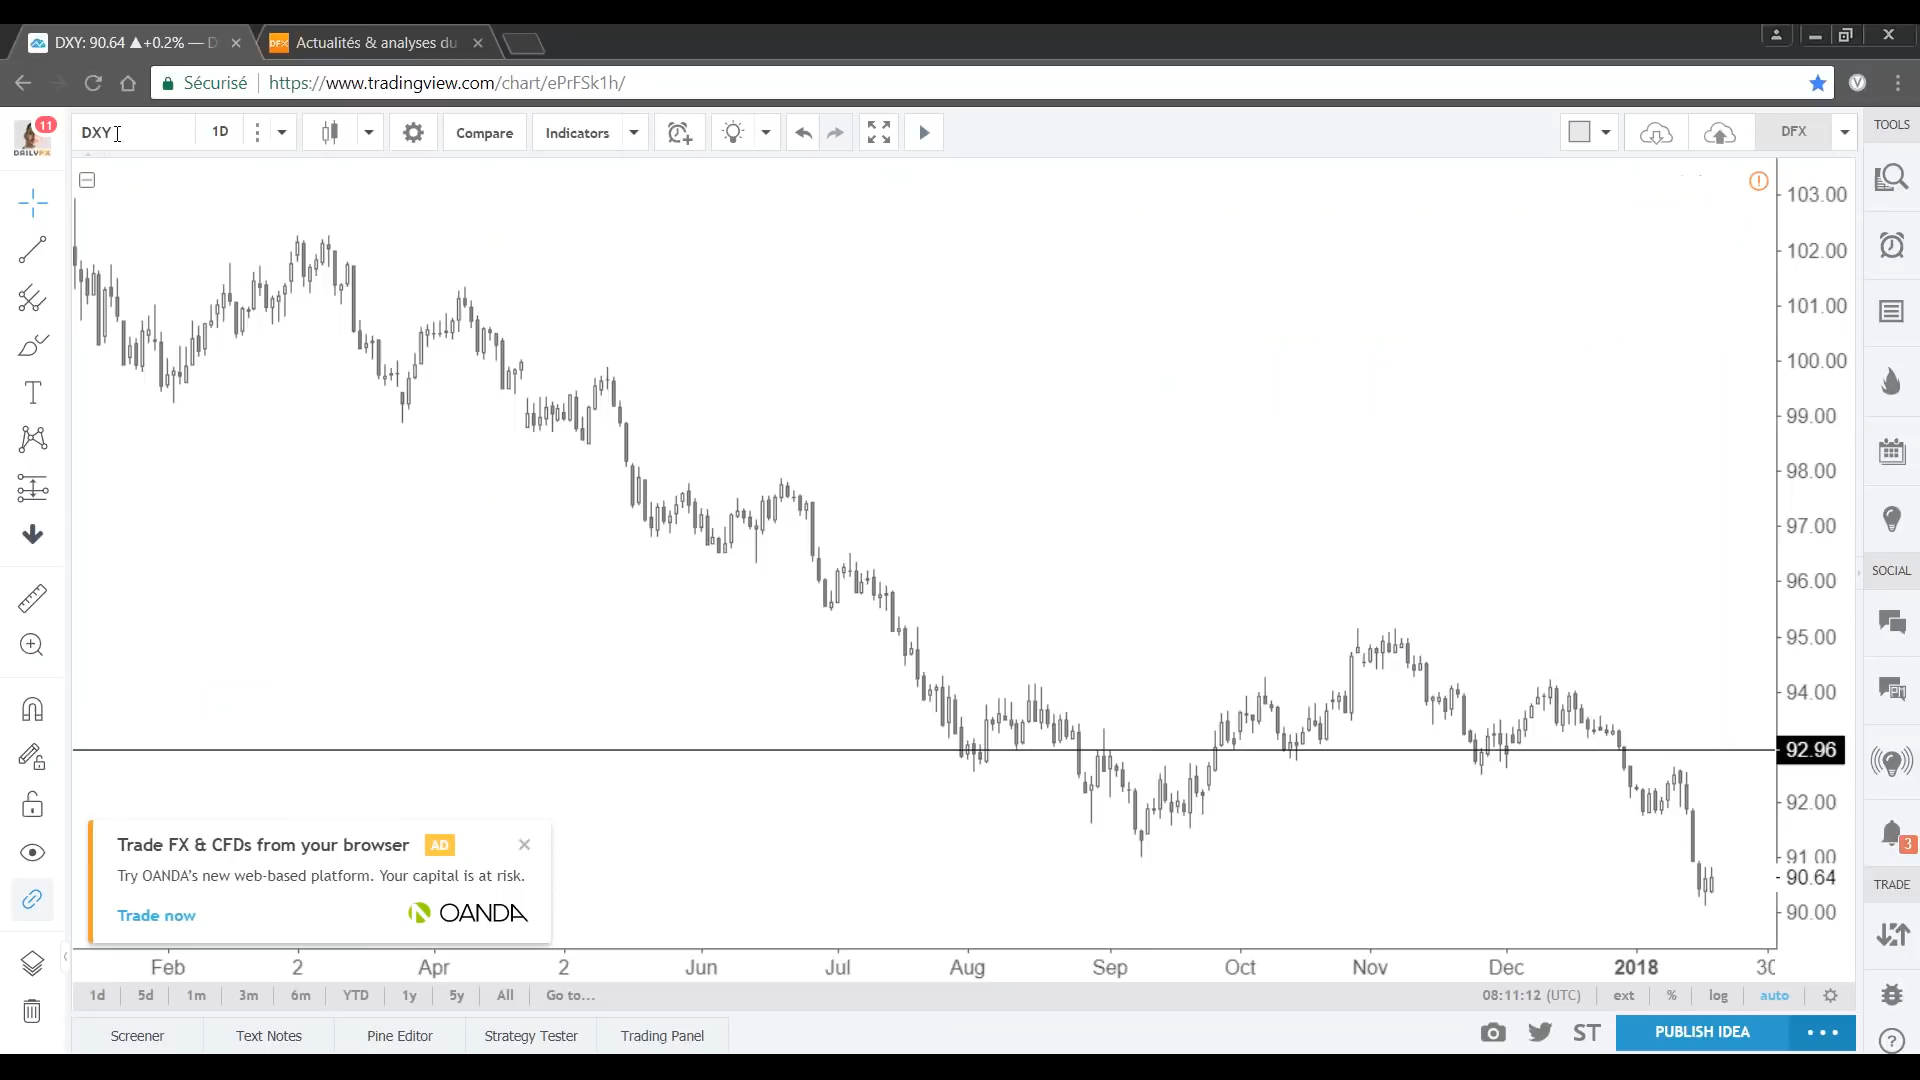 DXY: 90.64 ▲+0.2% — D
DFX Actualités & analyses du
Sécurisé https://www.tradingview.com/chart/ePrFSk1h/
11
DAILYFX
DXY 1D Compare Indicators DFX
TOOLS
103.00
102.00
101.00
100.00
99.00
98.00
97.00
96.00
95.00
94.00
92.96
92.00
91.00
90.64
90.00
SOCIAL
3
TRADE
Trade FX & CFDs from your browser AD
Try OANDA's new web-based platform. Your capital is at risk.
Trade now OANDA
Feb 2 Apr 2 Jun Jul Aug Sep Oct Nov Dec 2018 30
1d 5d 1m 3m 6m YTD 1y 5y All Go to... 08:11:12 (UTC) ext % log auto
Screener Text Notes Pine Editor Strategy Tester Trading Panel ST PUBLISH IDEA